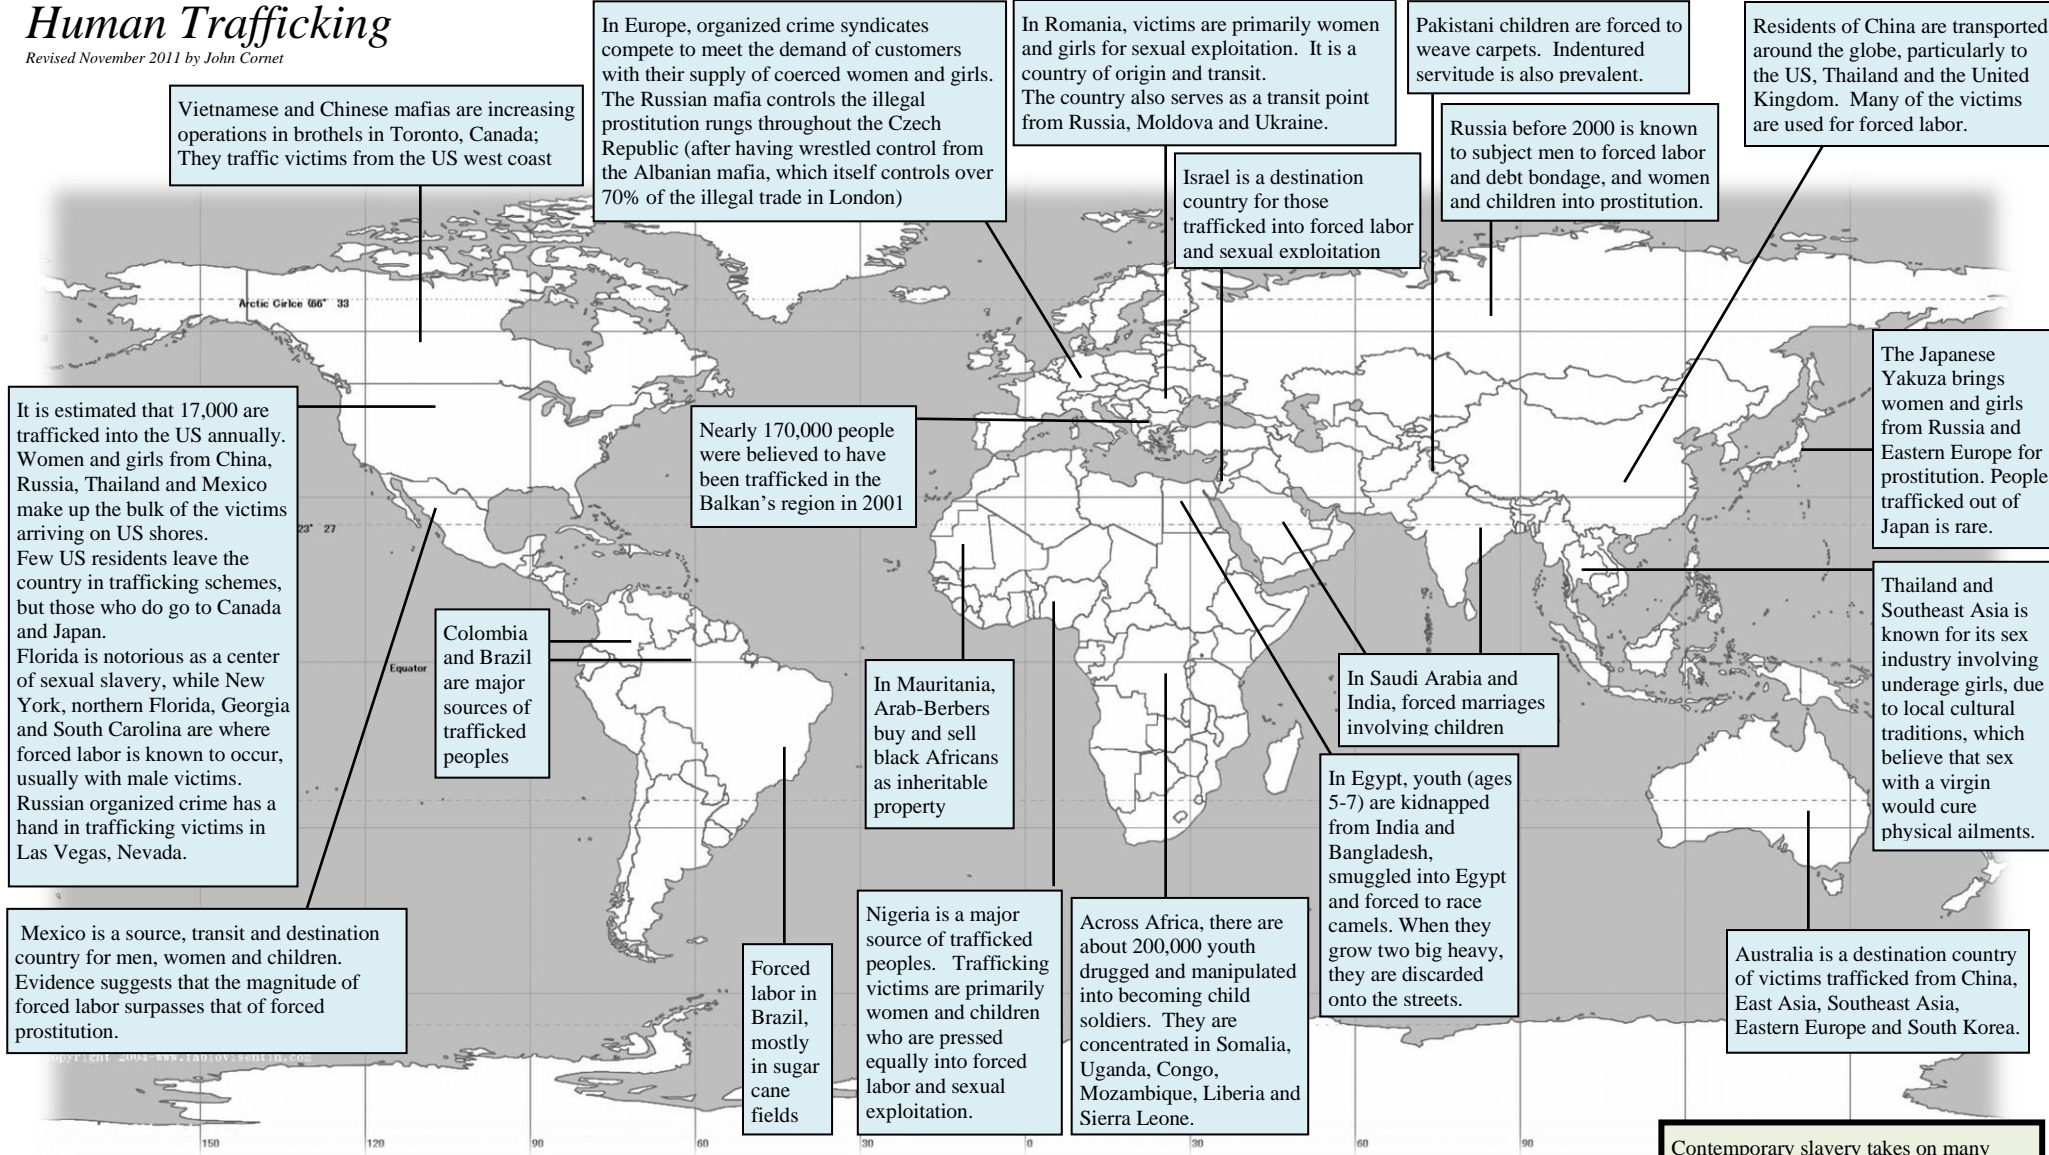 Human Trafficking
Revised November 2011 by John Cornet
Vietnamese and Chinese mafias are increasing
operations in brothels in Toronto, Canada;
They traffic victims from the US west coast
In Europe, organized crime syndicates
compete to meet the demand of customers
with their supply of coerced women and girls.
The Russian mafia controls the illegal
prostitution rungs throughout the Czech
Republic (after having wrestled control from
the Albanian mafia, which itself controls over
70% of the illegal trade in London)
In Romania, victims are primarily women
and girls for sexual exploitation. It is a
country of origin and transit.
The country also serves as a transit point
from Russia, Moldova and Ukraine.
Pakistani children are forced to
weave carpets. Indentured
servitude is also prevalent.
Residents of China are transported
around the globe, particularly to
the US, Thailand and the United
Kingdom. Many of the victims
are used for forced labor.
Russia before 2000 is known
to subject men to forced labor
and debt bondage, and women
and children into prostitution.
Israel is a destination
country for those
trafficked into forced labor
and sexual exploitation
Arctic Cirlce (66° 33
It is estimated that 17,000 are
trafficked into the US annually.
Women and girls from China,
Russia, Thailand and Mexico
make up the bulk of the victims
arriving on US shores.
Few US residents leave the
country in trafficking schemes,
but those who do go to Canada
and Japan.
Florida is notorious as a center
of sexual slavery, while New
York, northern Florida, Georgia
and South Carolina are where
forced labor is known to occur,
usually with male victims.
Russian organized crime has a
hand in trafficking victims in
Las Vegas, Nevada.
23° 27
Nearly 170,000 people
were believed to have
been trafficked in the
Balkan's region in 2001
The Japanese
Yakuza brings
women and girls
from Russia and
Eastern Europe for
prostitution. People
trafficked out of
Japan is rare.
Thailand and
Southeast Asia is
known for its sex
industry involving
underage girls, due
to local cultural
traditions, which
believe that sex
with a virgin
would cure
physical ailments.
Colombia
and Brazil
are major
sources of
trafficked
peoples
Equator
In Mauritania,
Arab-Berbers
buy and sell
black Africans
as inheritable
property
In Saudi Arabia and
India, forced marriages
involving children
In Egypt, youth (ages
5-7) are kidnapped
from India and
Bangladesh,
smuggled into Egypt
and forced to race
camels. When they
grow two big heavy,
they are discarded
onto the streets.
Mexico is a source, transit and destination
country for men, women and children.
Evidence suggests that the magnitude of
forced labor surpasses that of forced
prostitution.
Forced
labor in
Brazil,
mostly
in sugar
cane
fields
Nigeria is a major
source of trafficked
peoples. Trafficking
victims are primarily
women and children
who are pressed
equally into forced
labor and sexual
exploitation.
Across Africa, there are
about 200,000 youth
drugged and manipulated
into becoming child
soldiers. They are
concentrated in Somalia,
Uganda, Congo,
Mozambique, Liberia and
Sierra Leone.
Australia is a destination country
of victims trafficked from China,
East Asia, Southeast Asia,
Eastern Europe and South Korea.
opyright 2004-www.fabiovisentin.com
150 120 90 60 30 0 30 60 90
Contemporary slavery takes on many